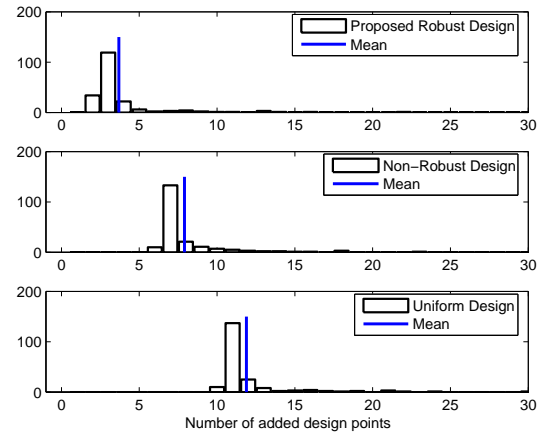 200
Proposed Robust Design
Mean
100
0
0 5 10 15 20 25 30
200
Non−Robust Design
Mean
100
0
0 5 10 15 20 25 30
200
Uniform Design
Mean
100
0
0 5 10 15 20 25 30
Number of added design points